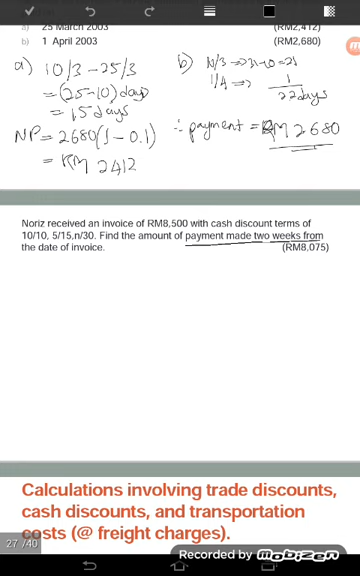 a) 25 March 2003 (RM2,412)
b) 1 April 2003 (RM2,680)
a) 10/3 – 25/3
= (25-10) days
= 15 days
NP = 2680(1 - 0.1)
= RM 2412
b) 10/3 => 31-10 = 21
1/4 => 1
22 days
∴ payment = RM 2680
Noriz received an invoice of RM8,500 with cash discount terms of
10/10, 5/15,n/30. Find the amount of payment made two weeks from
the date of invoice. (RM8,075)
Calculations involving trade discounts,
cash discounts, and transportation
costs (@ freight charges).
27 /40
Recorded by Mobizen